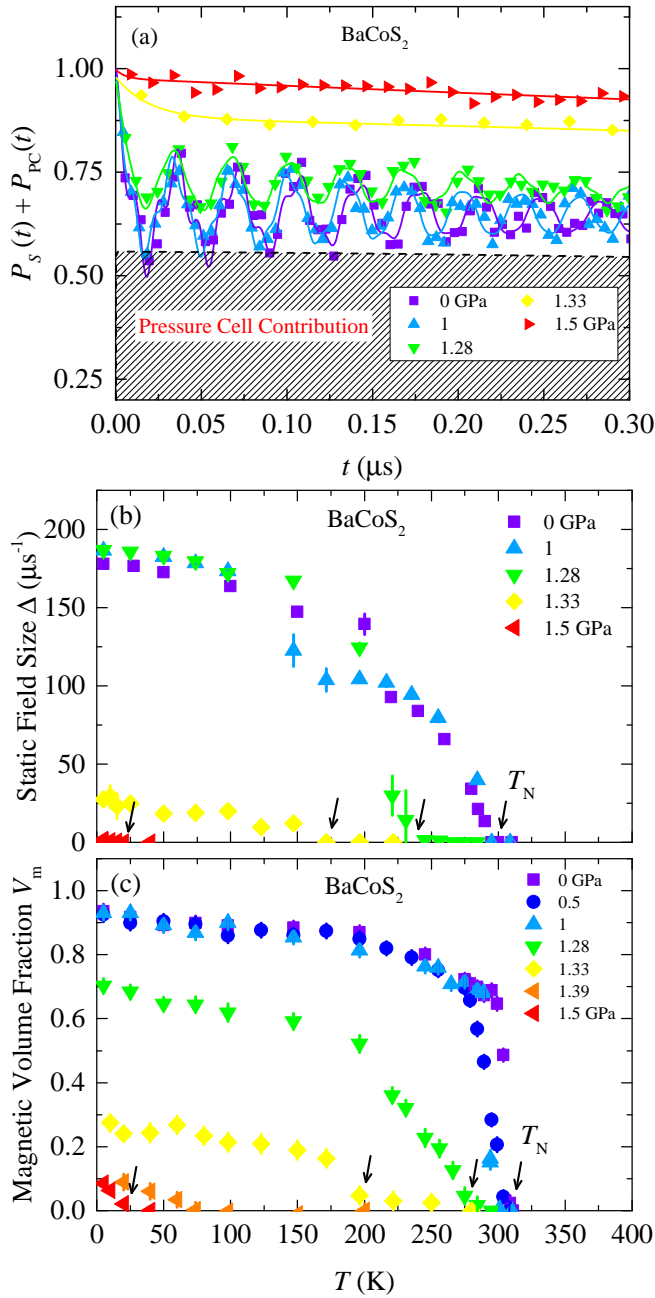 (a)
BaCoS₂
1.00
0.75
0.50
0.25
P_S (t) + P_PC(t)
Pressure Cell Contribution
0 GPa
1
1.28
1.33
1.5 GPa
0.00 0.05 0.10 0.15 0.20 0.25 0.30
t (μs)
(b)
BaCoS₂
200
150
100
50
0
Static Field Size Δ (μs⁻¹)
0 GPa
1
1.28
1.33
1.5 GPa
T_N
(c)
BaCoS₂
1.0
0.8
0.6
0.4
0.2
0.0
Magnetic Volume Fraction V_m
0 GPa
0.5
1
1.28
1.33
1.39
1.5 GPa
T_N
0 50 100 150 200 250 300 350 400
T (K)